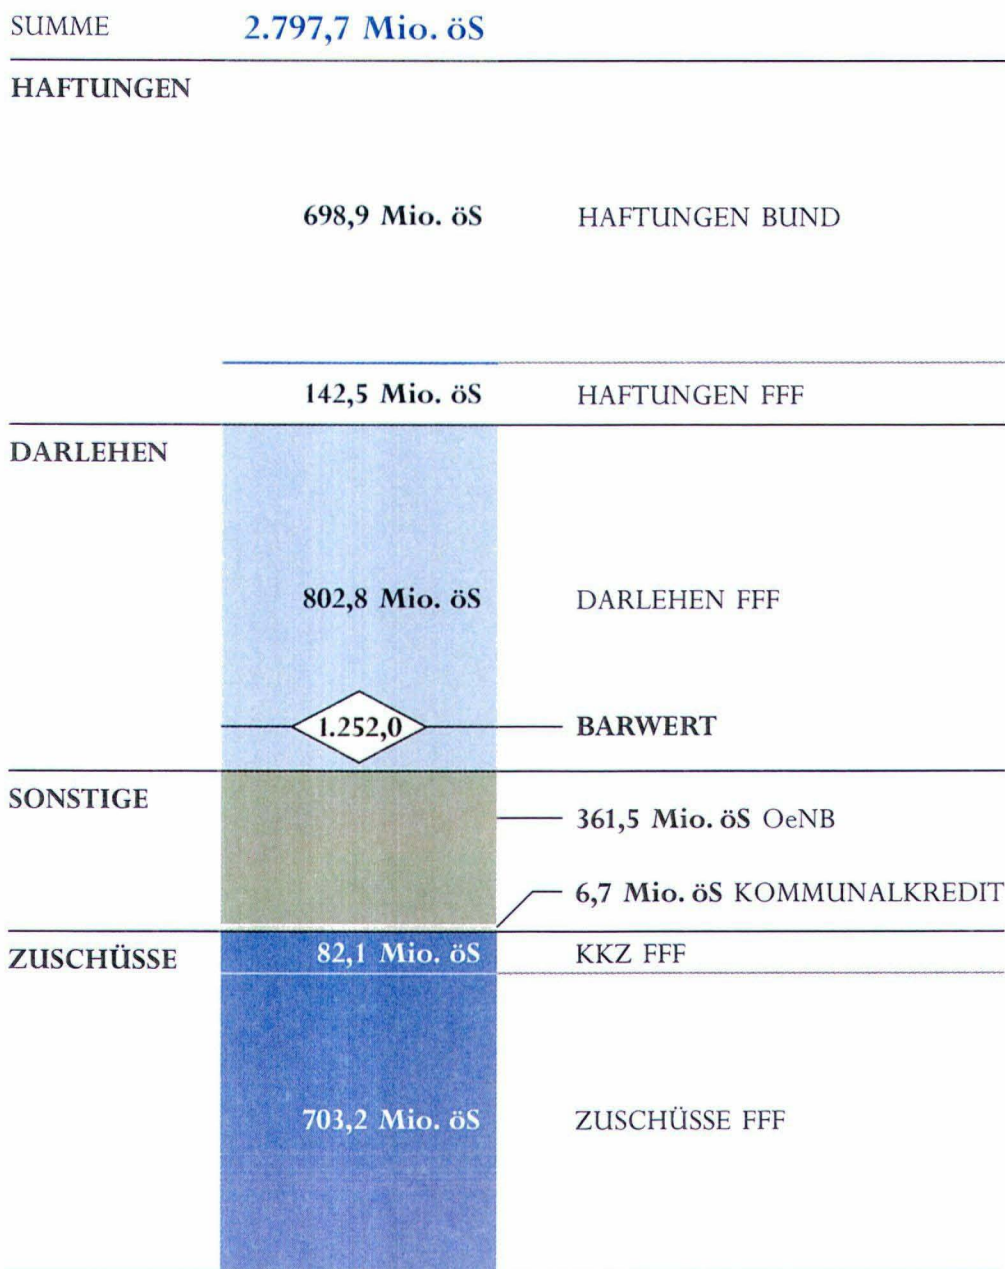 SUMME 2.797,7 Mio. öS
HAFTUNGEN
698,9 Mio. öS HAFTUNGEN BUND
142,5 Mio. öS HAFTUNGEN FFF
DARLEHEN
802,8 Mio. öS DARLEHEN FFF
1.252,0 BARWERT
SONSTIGE
361,5 Mio. öS OeNB
6,7 Mio. öS KOMMUNALKREDIT
ZUSCHÜSSE 82,1 Mio. öS KKZ FFF
703,2 Mio. öS ZUSCHÜSSE FFF